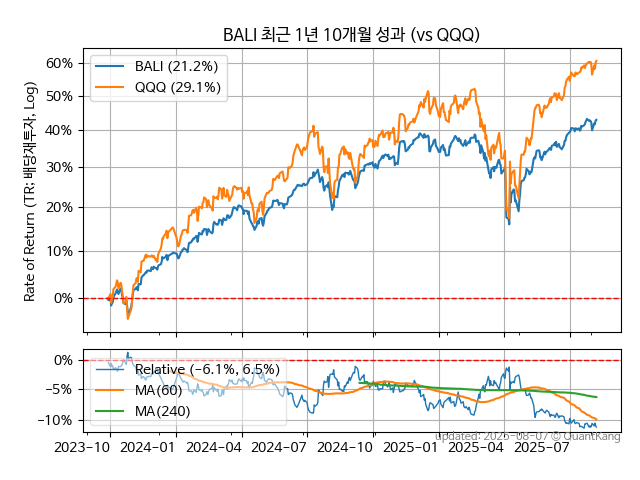 BALI 최근 1년 10개월 성과 (vs QQQ)
Rate of Return (TR: 배당재투자, Log)
60%
50%
40%
30%
20%
10%
0%
BALI (21.2%)
QQQ (29.1%)
0%
−5%
−10%
Relative (−6.1%, 6.5%)
MA(60)
MA(240)
2023-10 2024-01 2024-04 2024-07 2024-10 2025-01 2025-04 2025-07
updated: 2025-08-07 © QuantKang